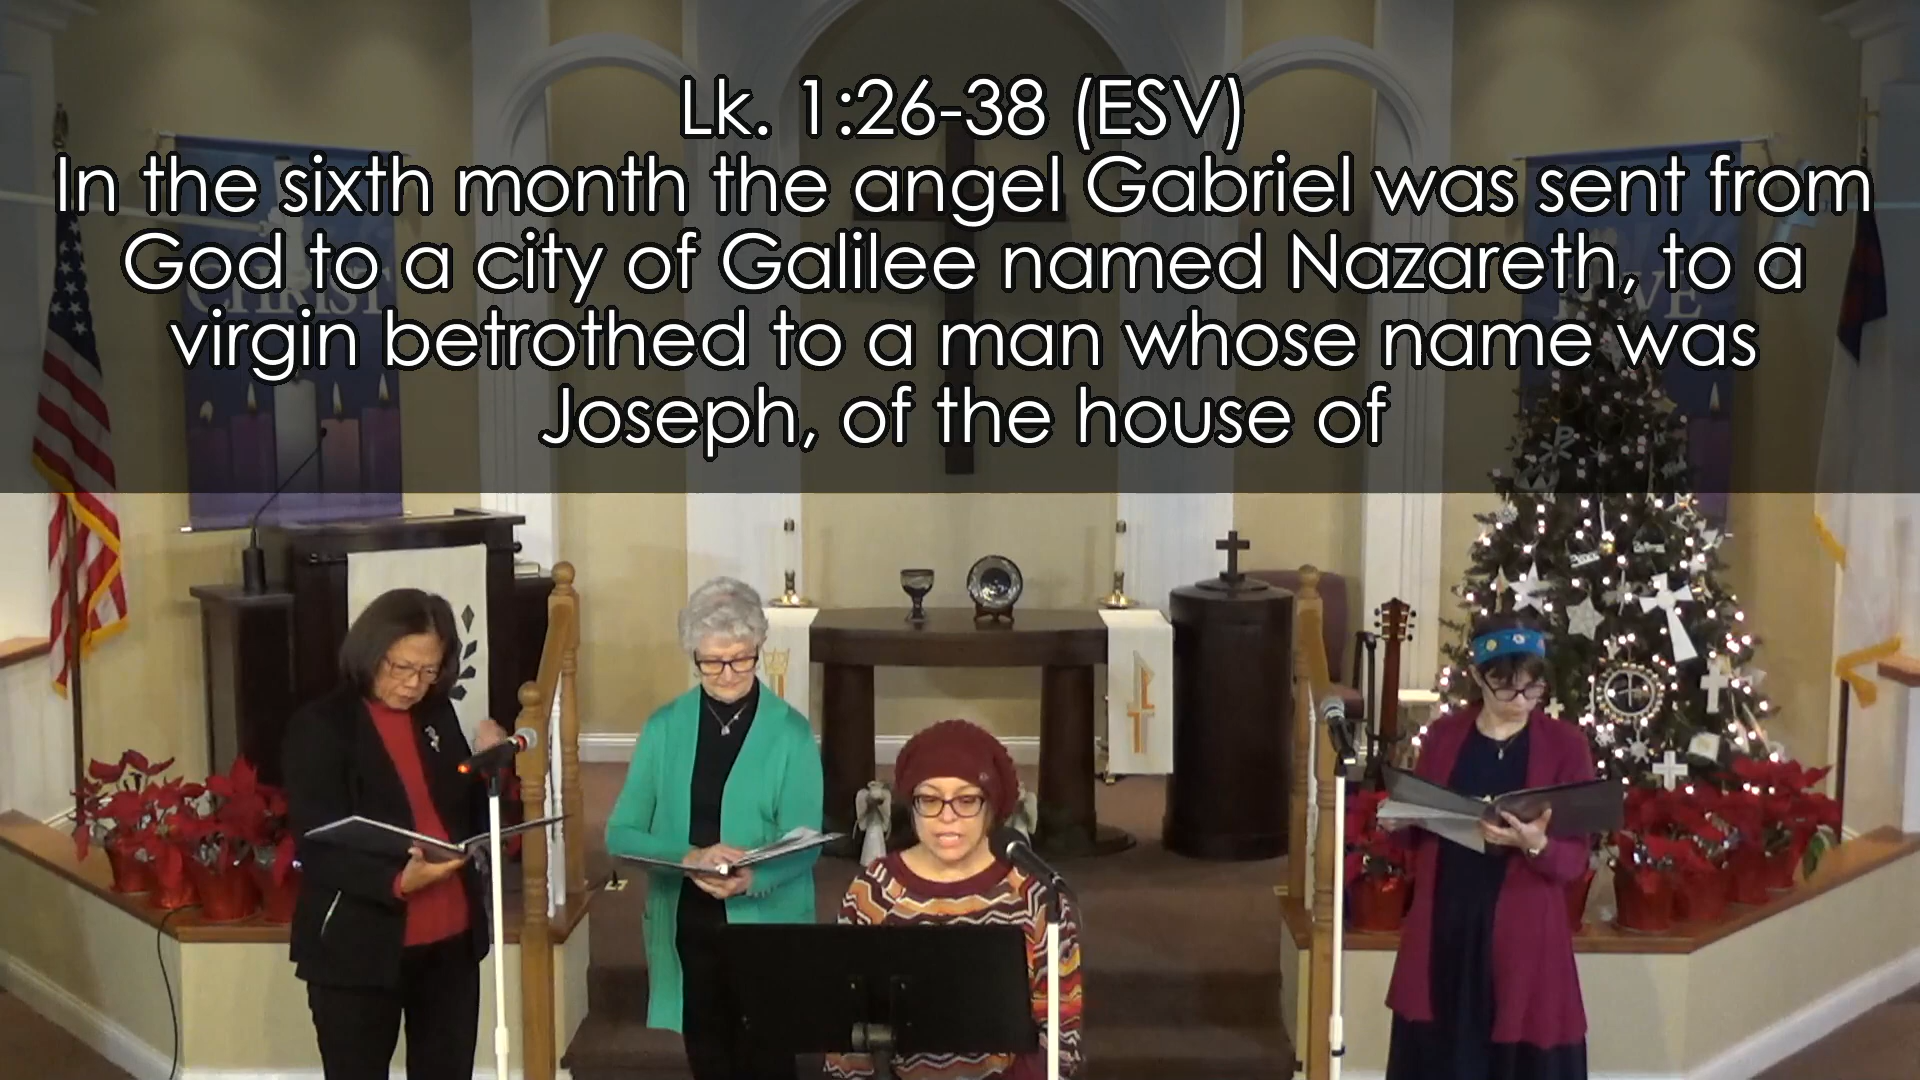 Lk. 1:26-38 (ESV)
In the sixth month the angel Gabriel was sent from
God to a city of Galilee named Nazareth, to a
virgin betrothed to a man whose name was
Joseph, of the house of
CHRIST